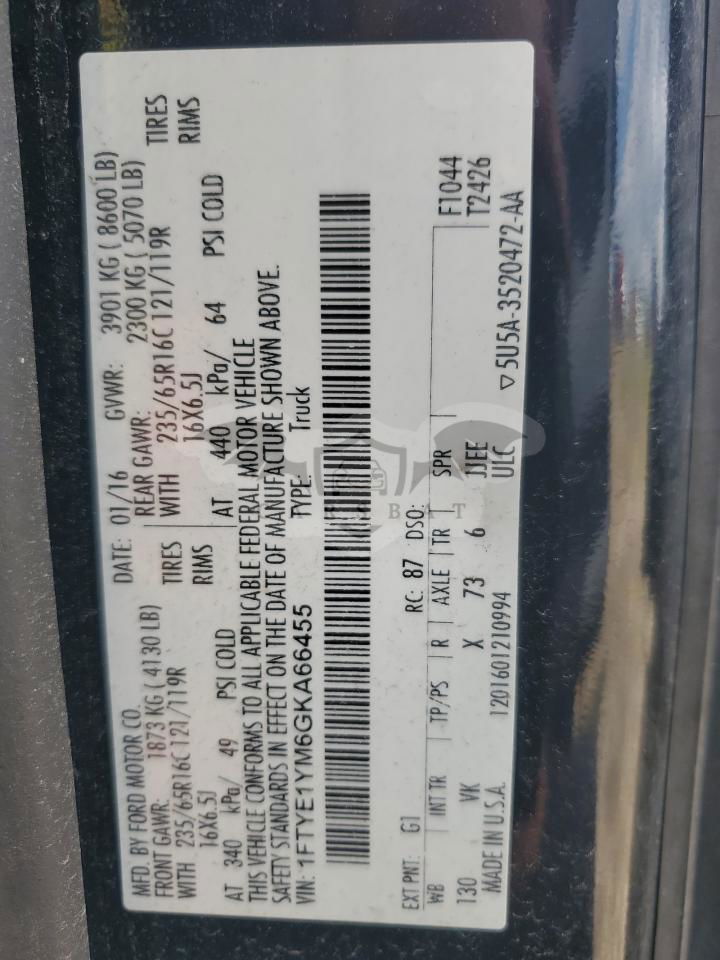 MFD. BY FORD MOTOR CO. DATE: 01/16 GVWR: 3901 KG ( 8600 LB)
FRONT GAWR: 1873 KG ( 4130 LB) REAR GAWR: 2300 KG ( 5070 LB)
WITH 235/65R16C 121/119R TIRES WITH 235/65R16C 121/119R TIRES
16X6.5J RIMS 16X6.5J RIMS
AT 340 kPa/ 49 PSI COLD AT 440 kPa/ 64 PSI COLD
THIS VEHICLE CONFORMS TO ALL APPLICABLE FEDERAL MOTOR VEHICLE
SAFETY STANDARDS IN EFFECT ON THE DATE OF MANUFACTURE SHOWN ABOVE.
VIN: 1FTYE1YM6GKA66455 TYPE: Truck
EXT PNT: G1 RC: 87 DSO: F1044
WB INT TR TP/PS R AXLE TR SPR T2426
130 VK X 73 6 JJEE
MADE IN U.S.A. 1201601210994 ULC ▽ 5U5A-3520472-AA